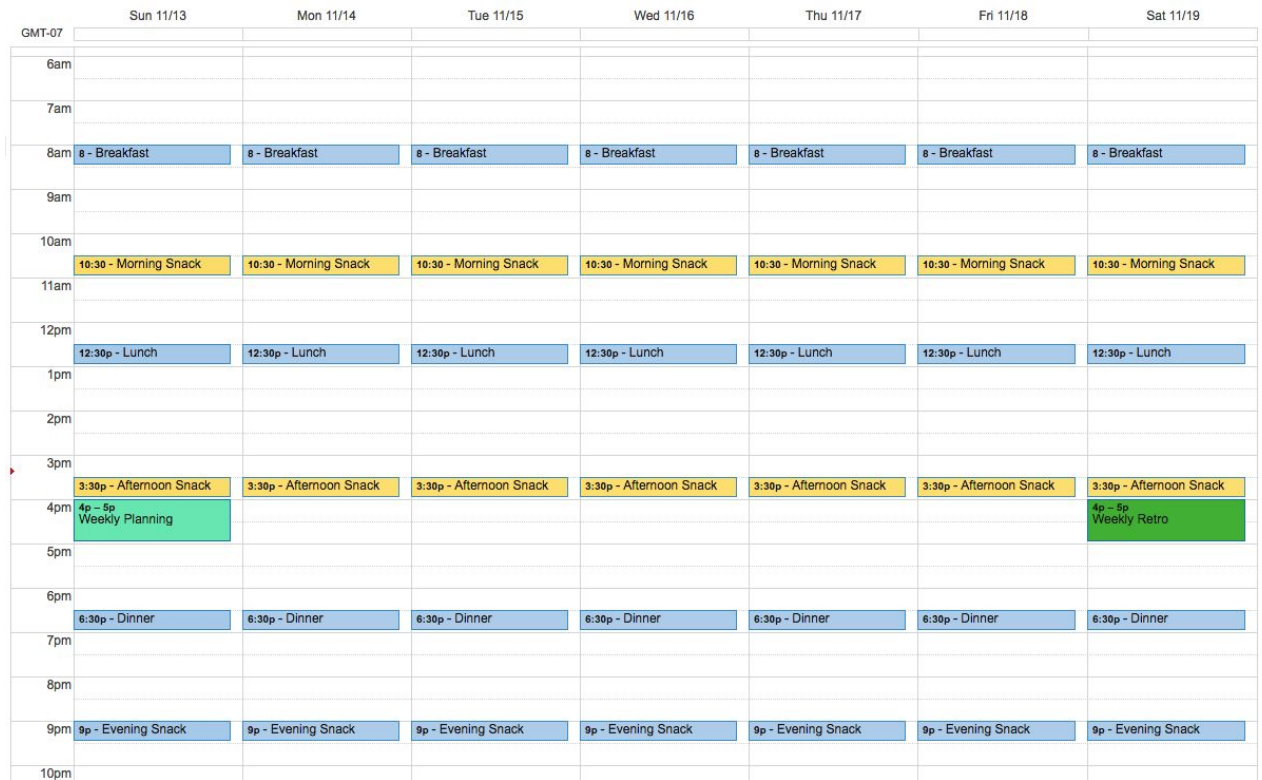 Sun 11/13 Mon 11/14 Tue 11/15 Wed 11/16 Thu 11/17 Fri 11/18 Sat 11/19
GMT-07
6am
7am
8am 8 - Breakfast 8 - Breakfast 8 - Breakfast 8 - Breakfast 8 - Breakfast 8 - Breakfast 8 - Breakfast
9am
10am
10:30 - Morning Snack 10:30 - Morning Snack 10:30 - Morning Snack 10:30 - Morning Snack 10:30 - Morning Snack 10:30 - Morning Snack 10:30 - Morning Snack
11am
12pm
12:30p - Lunch 12:30p - Lunch 12:30p - Lunch 12:30p - Lunch 12:30p - Lunch 12:30p - Lunch 12:30p - Lunch
1pm
2pm
3pm
3:30p - Afternoon Snack 3:30p - Afternoon Snack 3:30p - Afternoon Snack 3:30p - Afternoon Snack 3:30p - Afternoon Snack 3:30p - Afternoon Snack 3:30p - Afternoon Snack
4pm 4p – 5p 4p – 5p
Weekly Planning Weekly Retro
5pm
6pm
6:30p - Dinner 6:30p - Dinner 6:30p - Dinner 6:30p - Dinner 6:30p - Dinner 6:30p - Dinner 6:30p - Dinner
7pm
8pm
9pm 9p - Evening Snack 9p - Evening Snack 9p - Evening Snack 9p - Evening Snack 9p - Evening Snack 9p - Evening Snack 9p - Evening Snack
10pm